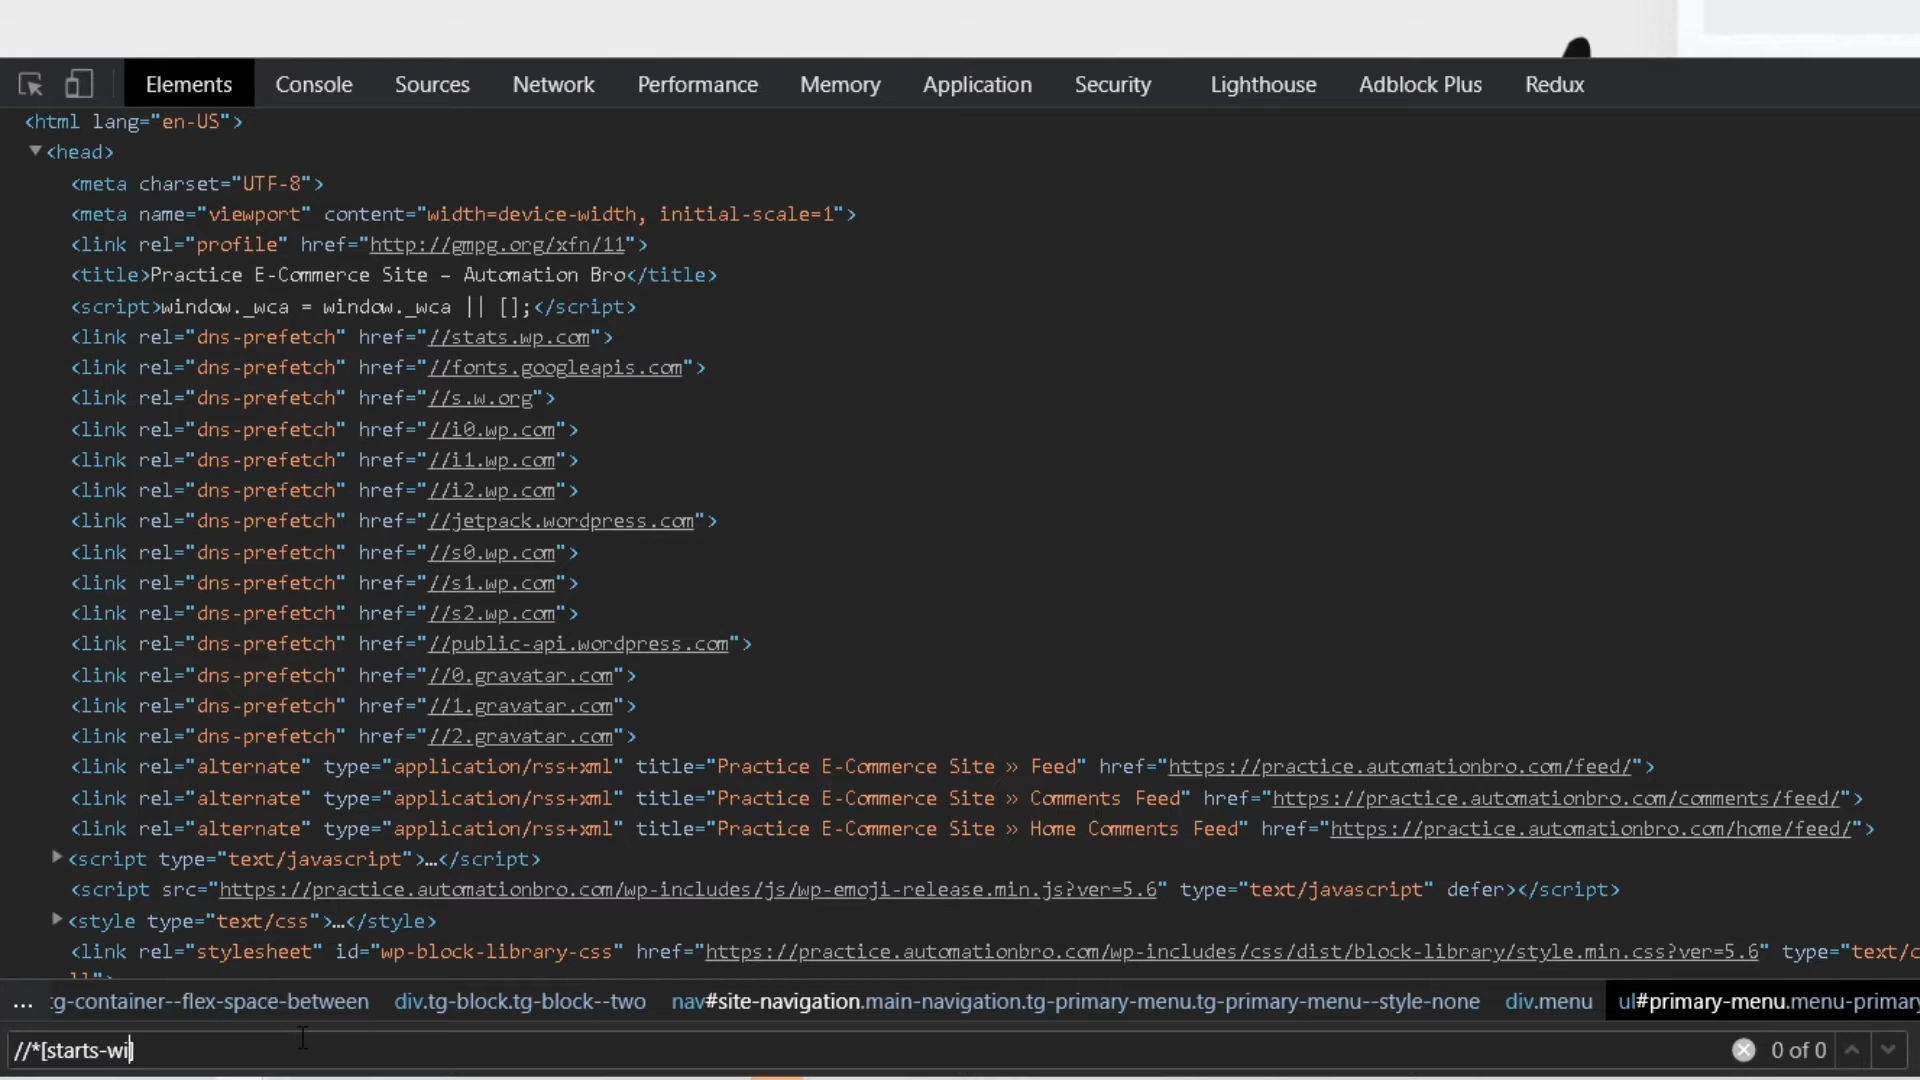 Elements Console Sources Network Performance Memory Application Security Lighthouse Adblock Plus Redux
<html lang="en-US">
<head>
<meta charset="UTF-8">
<meta name="viewport" content="width=device-width, initial-scale=1">
<link rel="profile" href="http://gmpg.org/xfn/11">
<title>Practice E-Commerce Site – Automation Bro</title>
<script>window._wca = window._wca || [];</script>
<link rel="dns-prefetch" href="//stats.wp.com">
<link rel="dns-prefetch" href="//fonts.googleapis.com">
<link rel="dns-prefetch" href="//s.w.org">
<link rel="dns-prefetch" href="//i0.wp.com">
<link rel="dns-prefetch" href="//i1.wp.com">
<link rel="dns-prefetch" href="//i2.wp.com">
<link rel="dns-prefetch" href="//jetpack.wordpress.com">
<link rel="dns-prefetch" href="//s0.wp.com">
<link rel="dns-prefetch" href="//s1.wp.com">
<link rel="dns-prefetch" href="//s2.wp.com">
<link rel="dns-prefetch" href="//public-api.wordpress.com">
<link rel="dns-prefetch" href="//0.gravatar.com">
<link rel="dns-prefetch" href="//1.gravatar.com">
<link rel="dns-prefetch" href="//2.gravatar.com">
<link rel="alternate" type="application/rss+xml" title="Practice E-Commerce Site » Feed" href="https://practice.automationbro.com/feed/">
<link rel="alternate" type="application/rss+xml" title="Practice E-Commerce Site » Comments Feed" href="https://practice.automationbro.com/comments/feed/">
<link rel="alternate" type="application/rss+xml" title="Practice E-Commerce Site » Home Comments Feed" href="https://practice.automationbro.com/home/feed/">
<script type="text/javascript">…</script>
<script src="https://practice.automationbro.com/wp-includes/js/wp-emoji-release.min.js?ver=5.6" type="text/javascript" defer></script>
<style type="text/css">…</style>
<link rel="stylesheet" id="wp-block-library-css" href="https://practice.automationbro.com/wp-includes/css/dist/block-library/style.min.css?ver=5.6" type="text/c
… tg-container--flex-space-between div.tg-block.tg-block--two nav#site-navigation.main-navigation.tg-primary-menu.tg-primary-menu--style-none div.menu ul#primary-menu.menu-primary
//*[starts-wi] 0 of 0